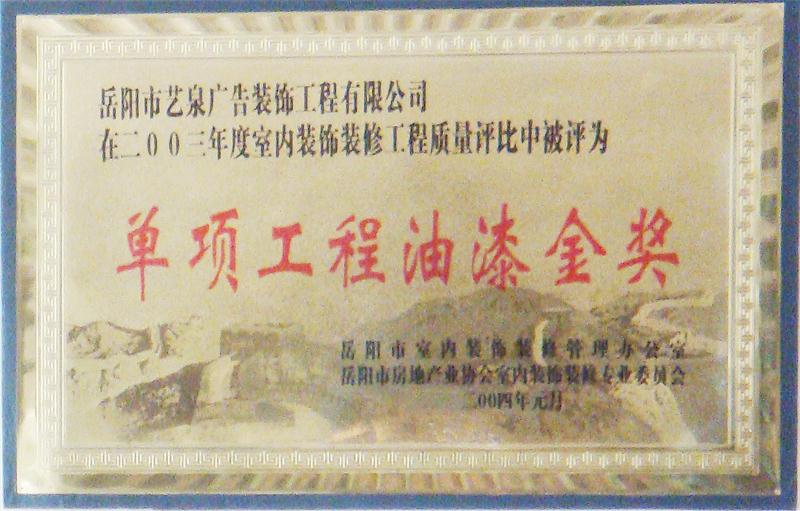 岳阳市艺泉广告装饰工程有限公司
在二00三年度室内装饰装修工程质量评比中被评为
单项工程油漆金奖
岳阳市室内装饰装修管理办公室
岳阳市房地产业协会室内装饰装修专业委员会
二00四年元月